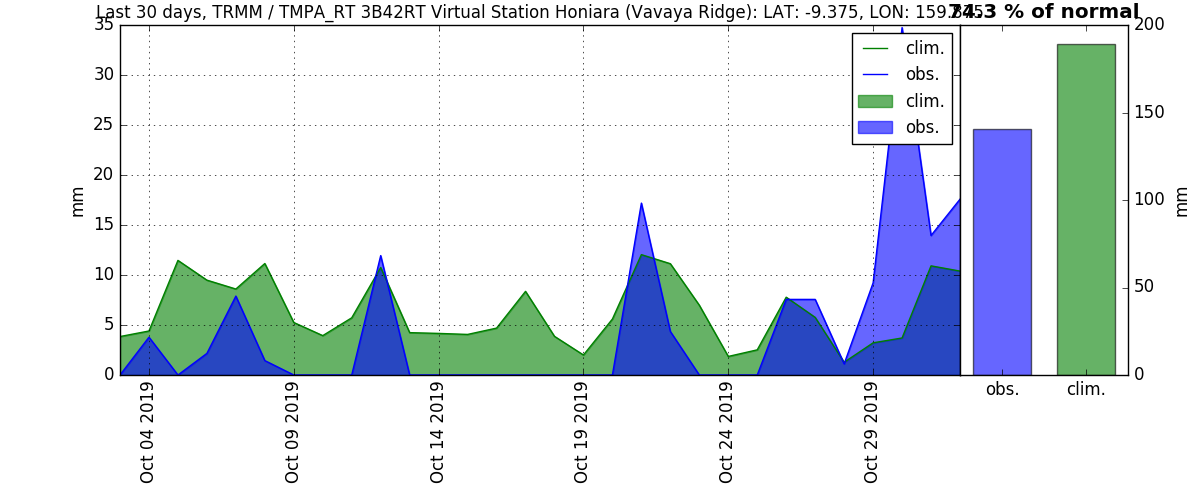 Last 30 days, TRMM / TMPA_RT 3B42RT Virtual Station Honiara (Vavaya Ridge): LAT: -9.375, LON:
74.3 % of normal
35
30
25
20
15
10
5
0
mm
clim.
obs.
clim.
obs.
200
150
100
50
0
mm
obs.
clim.
Oct 04 2019
Oct 09 2019
Oct 14 2019
Oct 19 2019
Oct 24 2019
Oct 29 2019